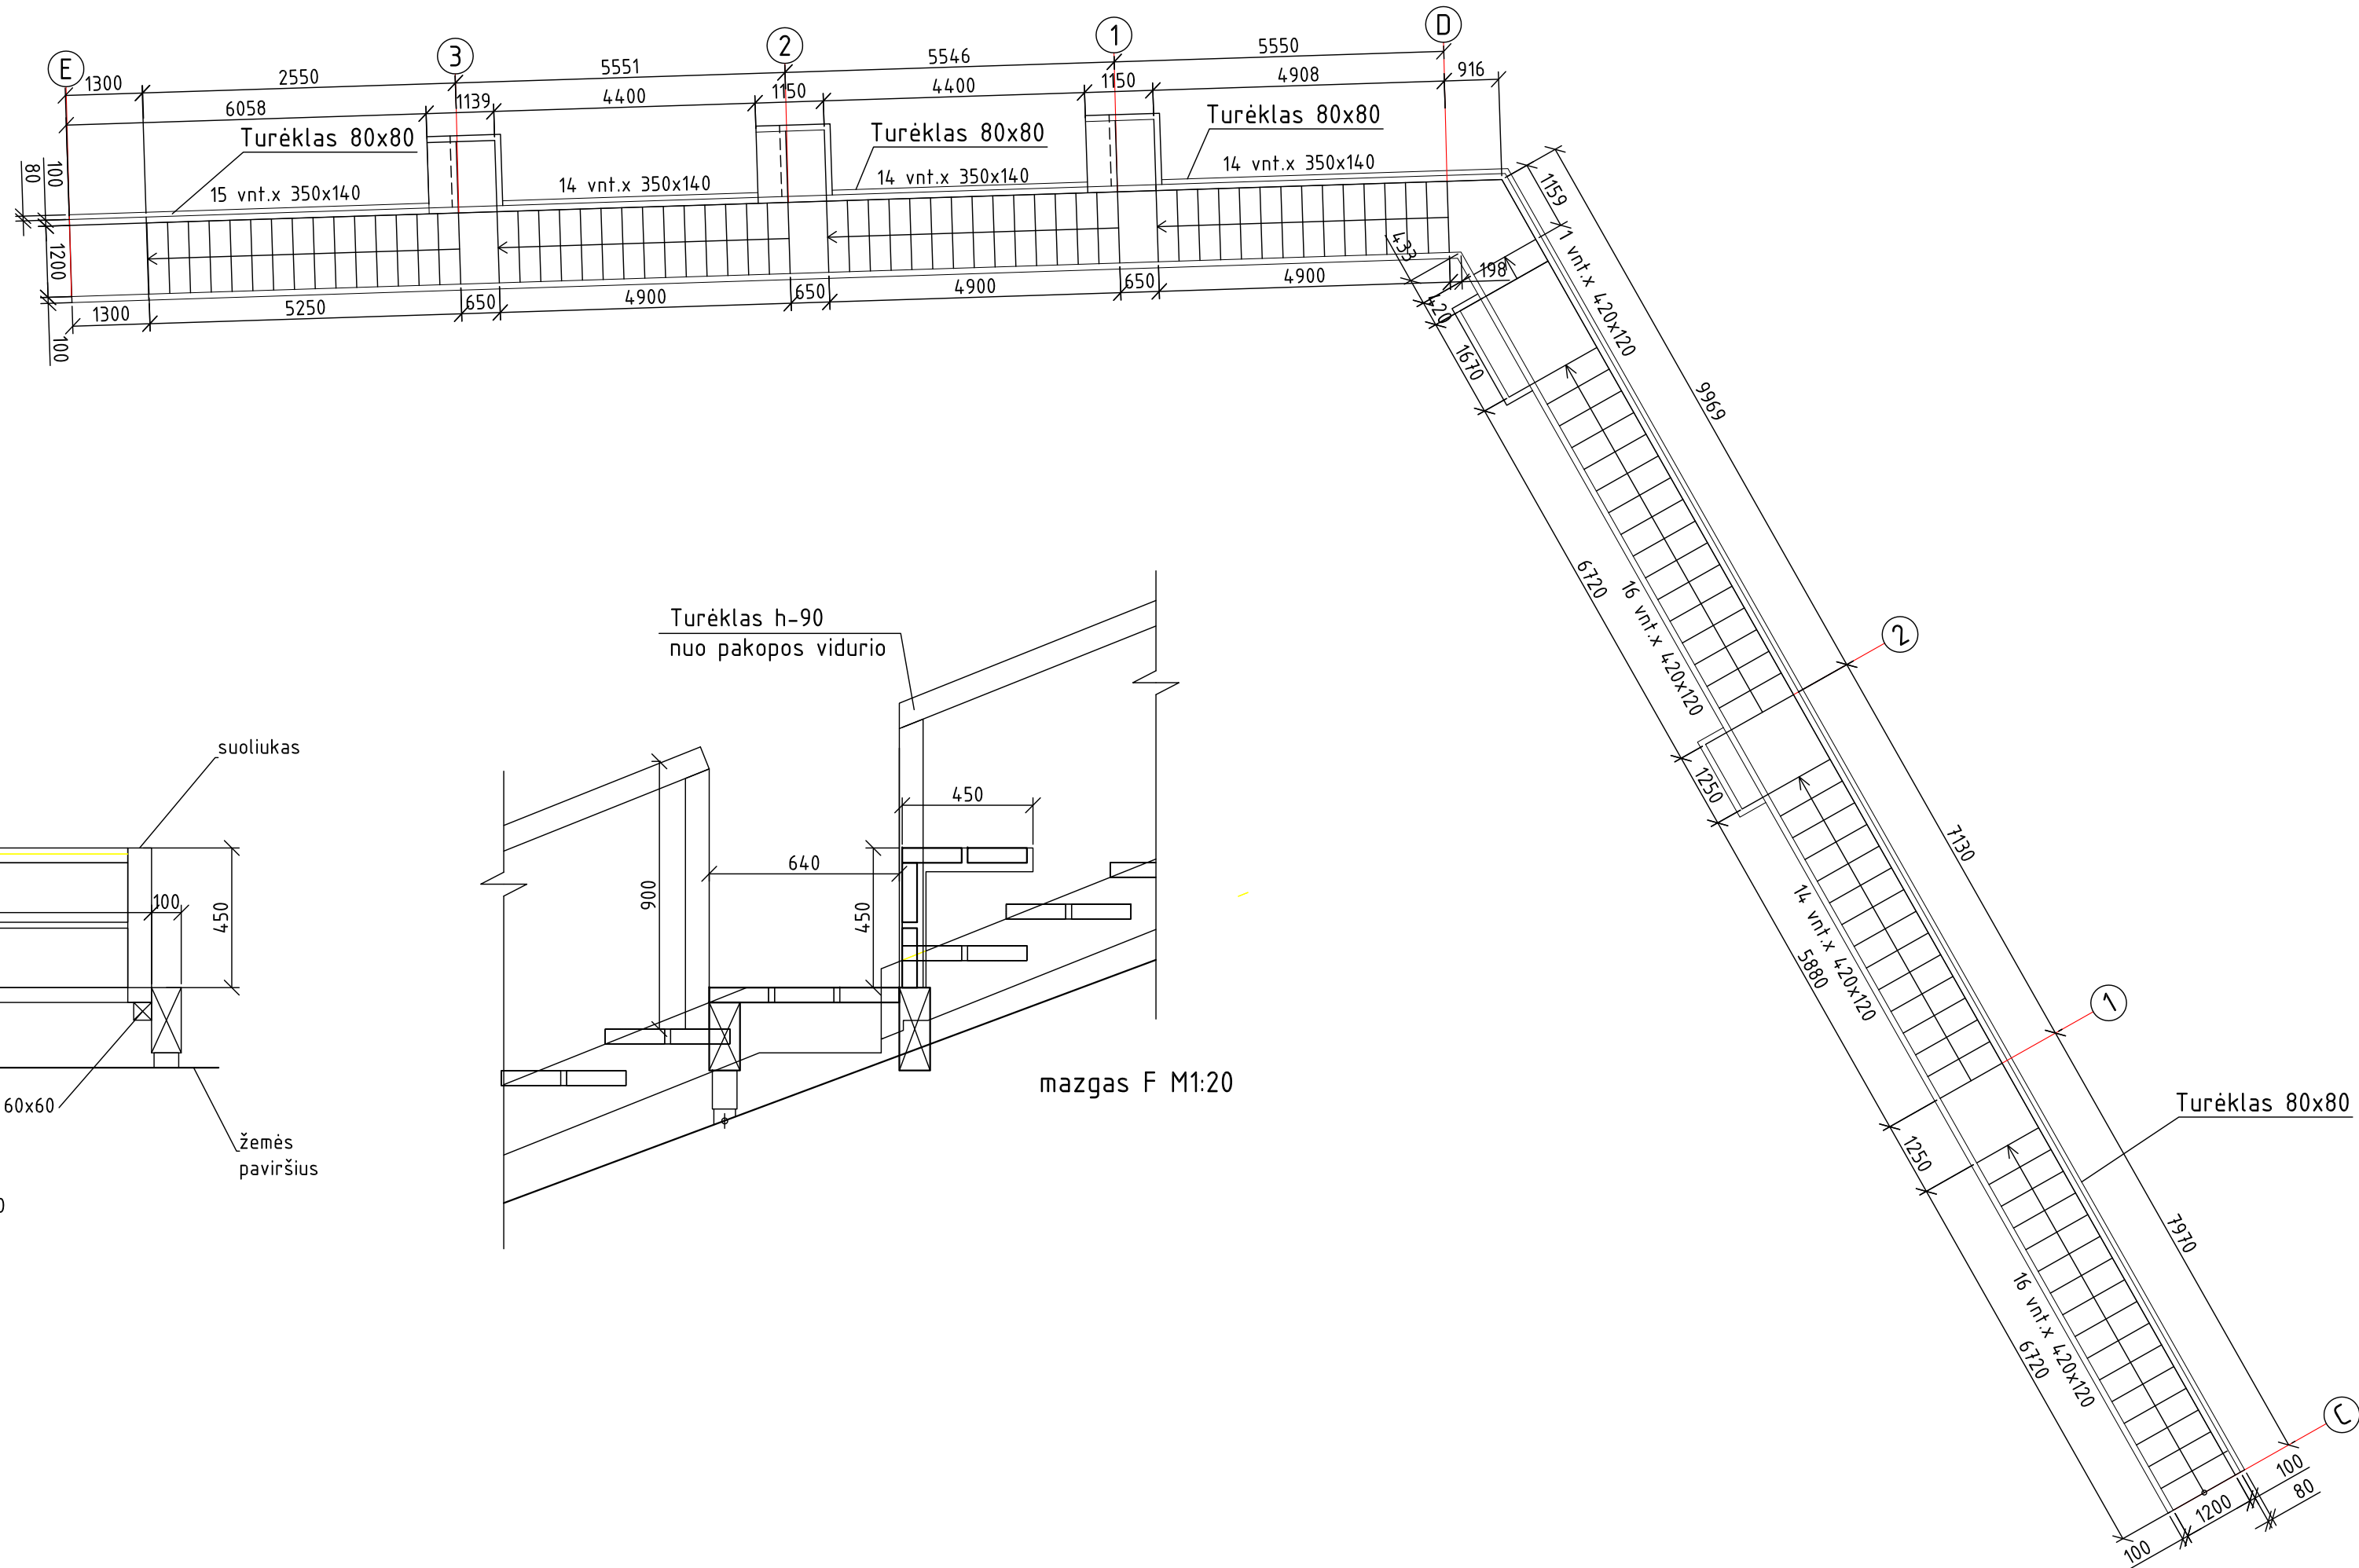 E
3
2
1
D
1300
2550
5551
5546
5550
6058
1139
4400
1150
4400
1150
4908
916
Turėklas 80x80
Turėklas 80x80
Turėklas 80x80
80
100
15 vnt.x 350x140
14 vnt.x 350x140
14 vnt.x 350x140
14 vnt.x 350x140
1200
100
1300
5250
650
4900
650
4900
650
4900
198
433
420
1670
1159
1 vnt.x 420x120
9969
6720
16 vnt.x 420x120
2
1250
7130
14 vnt.x 420x120
5880
1
1250
Turėklas 80x80
7970
16 vnt.x 420x120
6720
C
100
1200
100
80
Turėklas h-90
nuo pakopos vidurio
900
640
450
450
mazgas F M1:20
suoliukas
100
450
60x60
žemės
paviršius
0